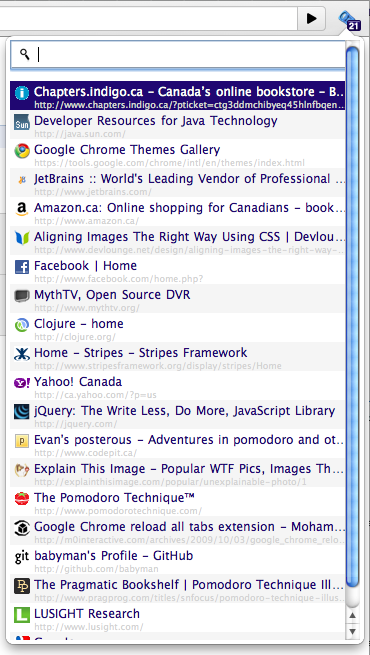 21
Chapters.indigo.ca – Canada's online bookstore – B...
http://www.chapters.indigo.ca/?pticket=ctg3ddmchibyeq45hlnfbqen
Sun
Developer Resources for Java Technology
http://java.sun.com/
Google Chrome Themes Gallery
https://tools.google.com/chrome/intl/en/themes/index.html
JetBrains :: World's Leading Vendor of Professional ...
http://www.jetbrains.com/
Amazon.ca: Online shopping for Canadians – book...
http://www.amazon.ca/
Aligning Images The Right Way Using CSS | Devlou...
http://www.devlounge.net/design/aligning-images-the-right-way-
Facebook | Home
http://www.facebook.com/home.php?
MythTV, Open Source DVR
http://www.mythtv.org/
Clojure – home
http://clojure.org/
Home – Stripes – Stripes Framework
http://www.stripesframework.org/display/stripes/Home
Y!
Yahoo! Canada
http://ca.yahoo.com/?p=us
jQuery: The Write Less, Do More, JavaScript Library
http://jquery.com/
p
Evan's posterous – Adventures in pomodoro and ot...
http://www.codepit.ca/
Explain This Image – Popular WTF Pics, Images Th...
http://explainthisimage.com/popular/unexplainable-photo/1
The Pomodoro Technique™
http://www.pomodorotechnique.com/
Google Chrome reload all tabs extension – Moham...
http://m0interactive.com/archives/2009/10/03/google_chrome_relo...
git
babyman's Profile – GitHub
http://github.com/babyman
The Pragmatic Bookshelf | Pomodoro Technique Ill...
http://www.pragprog.com/titles/snfocus/pomodoro-technique-illus...
LUSIGHT Research
http://www.lusight.com/